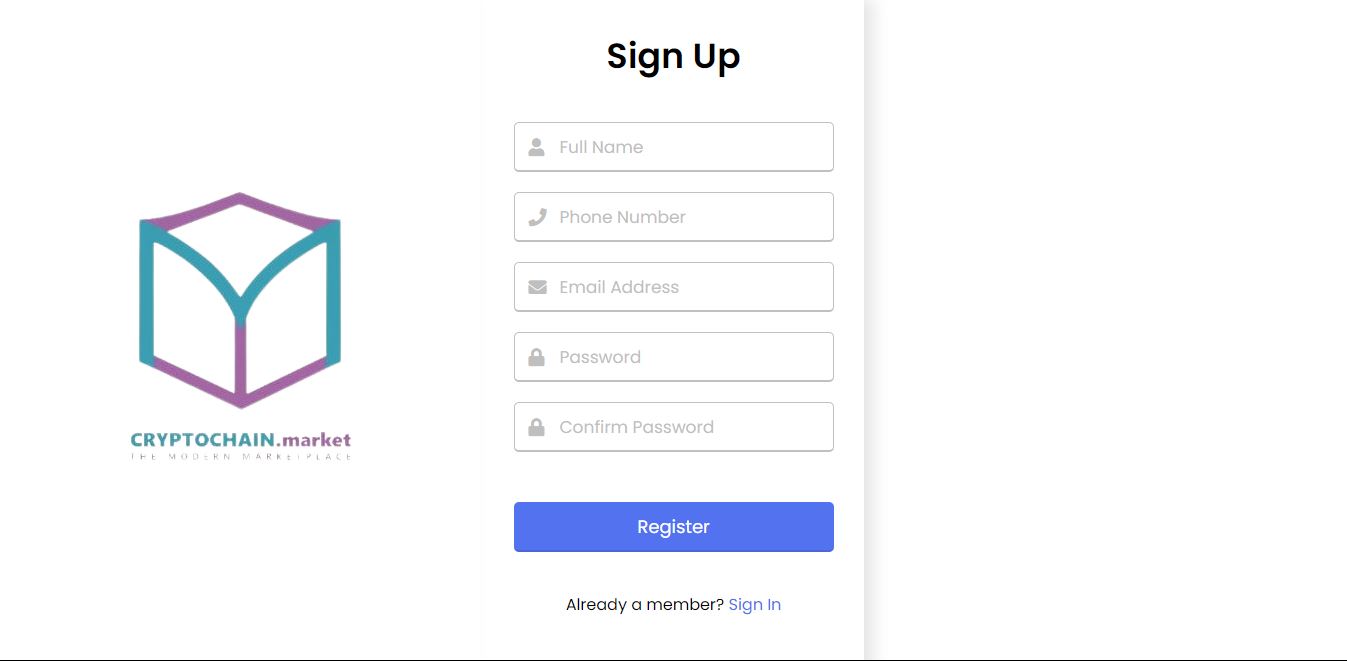 Sign Up
Full Name
Phone Number
Email Address
Password
Confirm Password
Register
Already a member? Sign In
CRYPTOCHAIN.market
THE MODERN MARKETPLACE